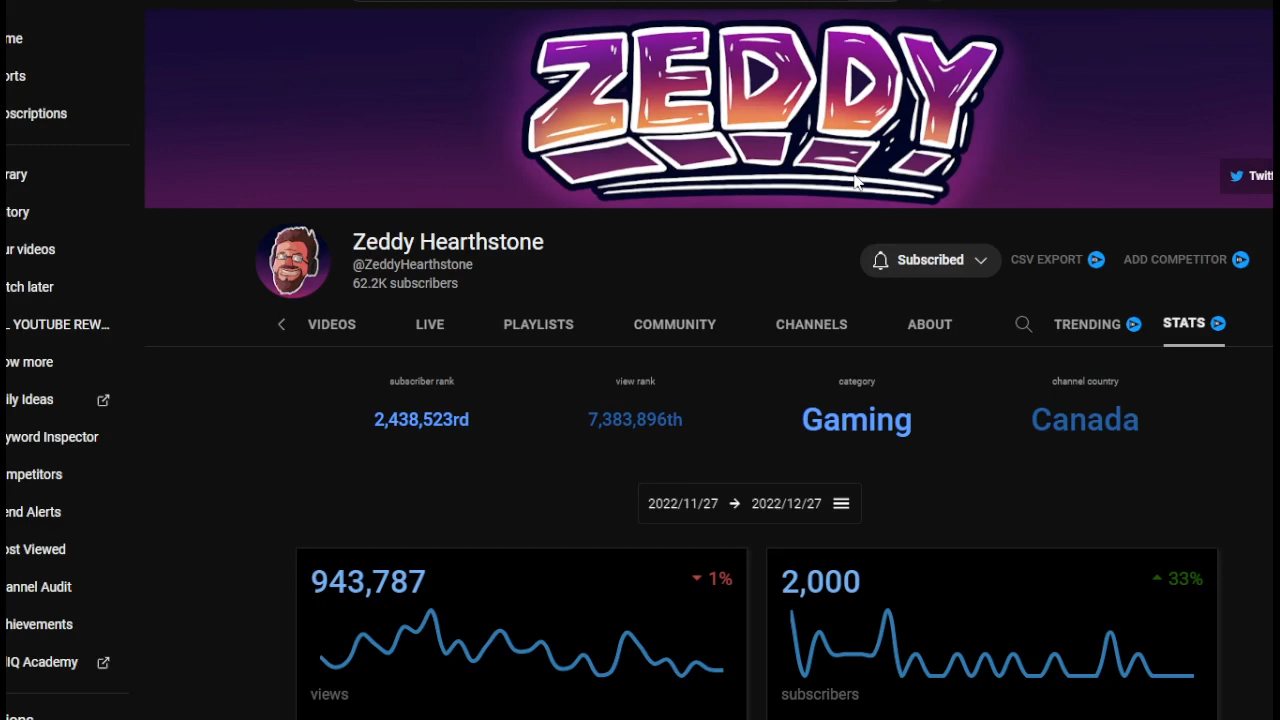 ZEDDY
me
orts
bscriptions
rary
tory
ur videos
tch later
L YOUTUBE REW...
ow more
ily Ideas
yword Inspector
mpetitors
end Alerts
ost Viewed
annel Audit
hievements
IQ Academy
Twitt
Zeddy Hearthstone
@ZeddyHearthstone
62.2K subscribers
Subscribed
CSV EXPORT
ADD COMPETITOR
VIDEOS
LIVE
PLAYLISTS
COMMUNITY
CHANNELS
ABOUT
TRENDING
STATS
subscriber rank
2,438,523rd
view rank
7,383,896th
category
Gaming
channel country
Canada
2022/11/27 → 2022/12/27
943,787
1%
views
2,000
33%
subscribers